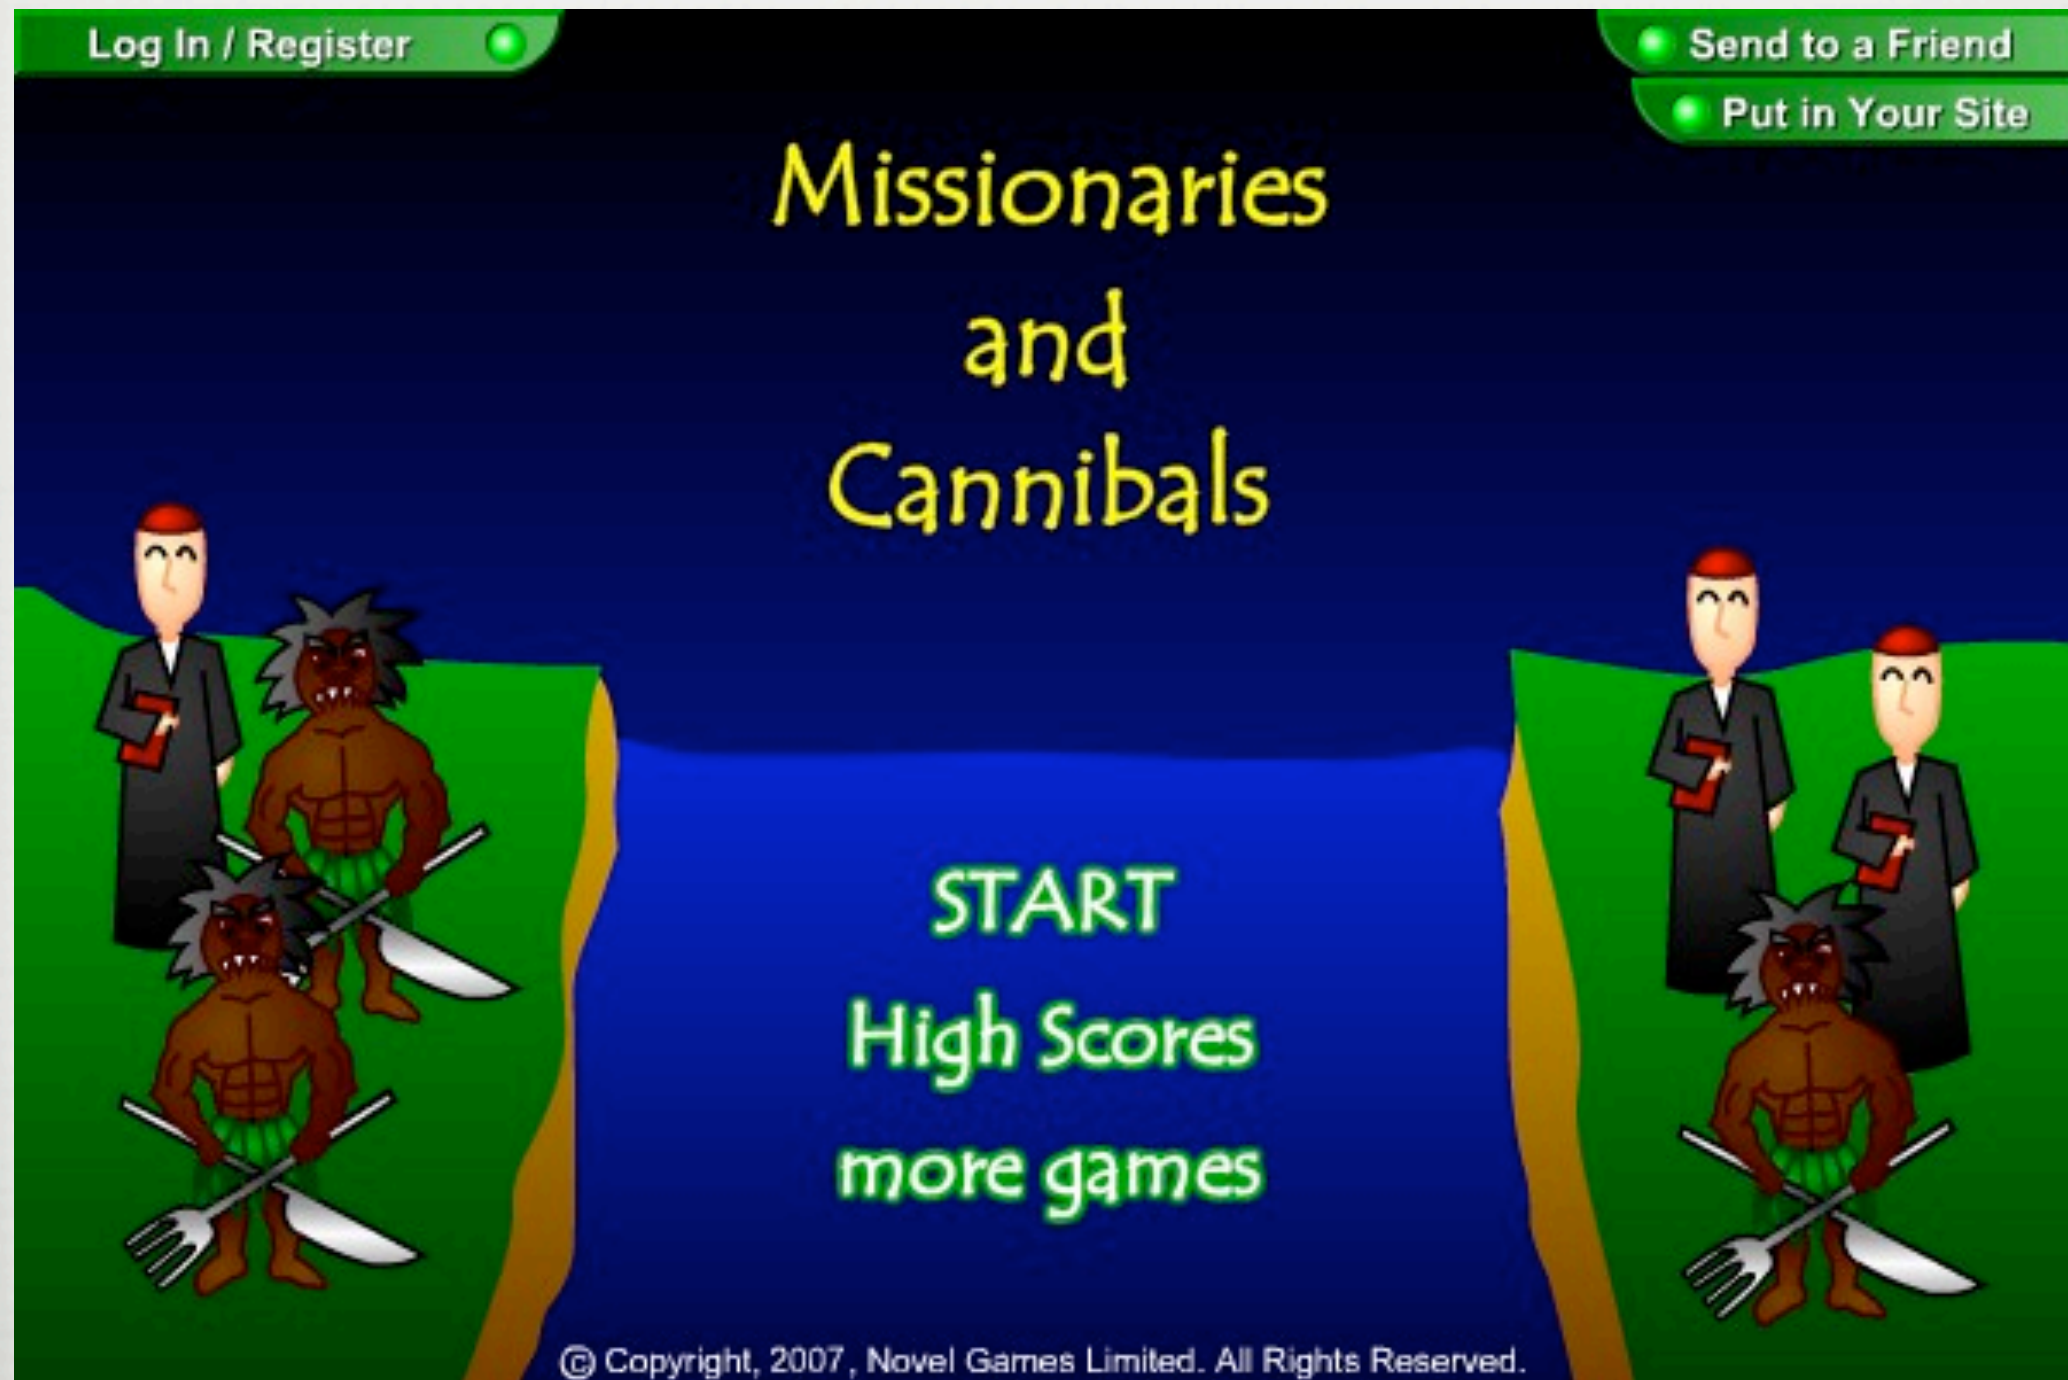 Log In / Register
Send to a Friend
Put in Your Site
Missionaries
and
Cannibals
START
High Scores
more games
© Copyright, 2007, Novel Games Limited. All Rights Reserved.